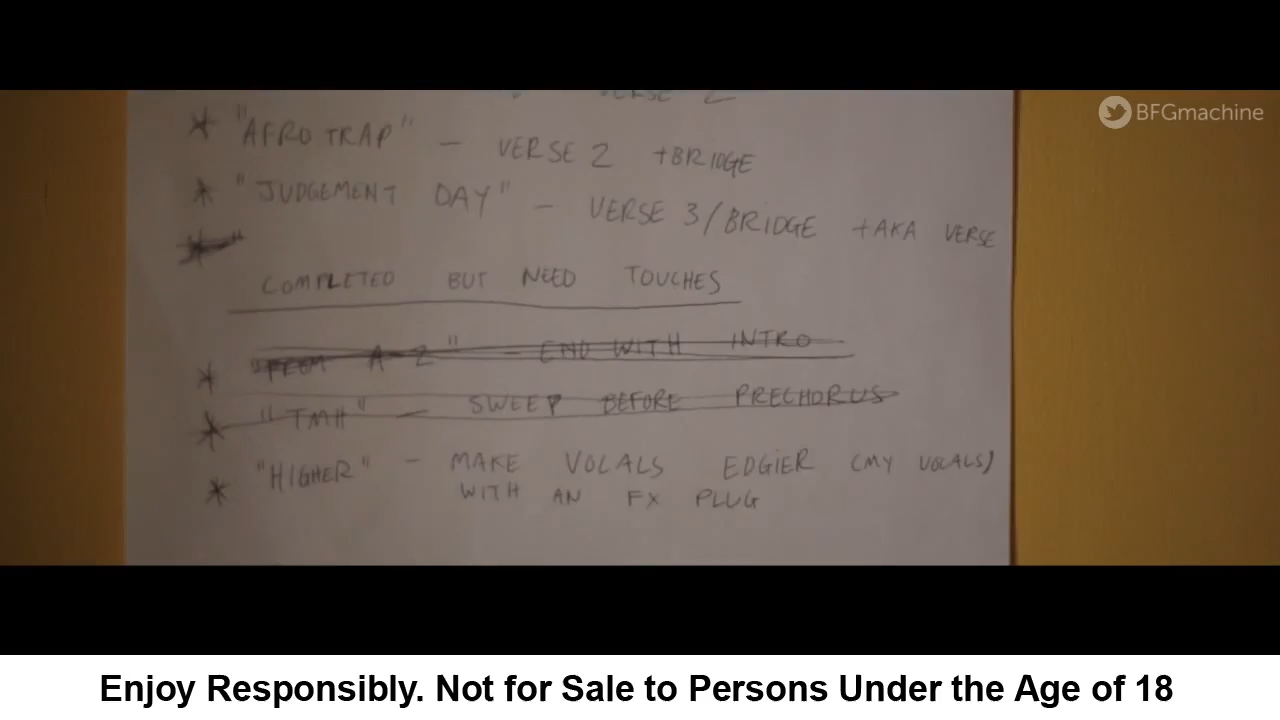 VERSE 2
BFGmachine
* "AFRO TRAP" — VERSE 2 +BRIDGE
* "JUDGEMENT DAY" — VERSE 3/BRIDGE +AKA VERSE
COMPLETED BUT NEED TOUCHES
* "FROM A-Z" — END WITH INTRO
* "TMH" — SWEEP BEFORE PRECHORUS
* "HIGHER" — MAKE VOCALS EDGIER (MY VOCALS)
WITH AN FX PLUG
Enjoy Responsibly. Not for Sale to Persons Under the Age of 18